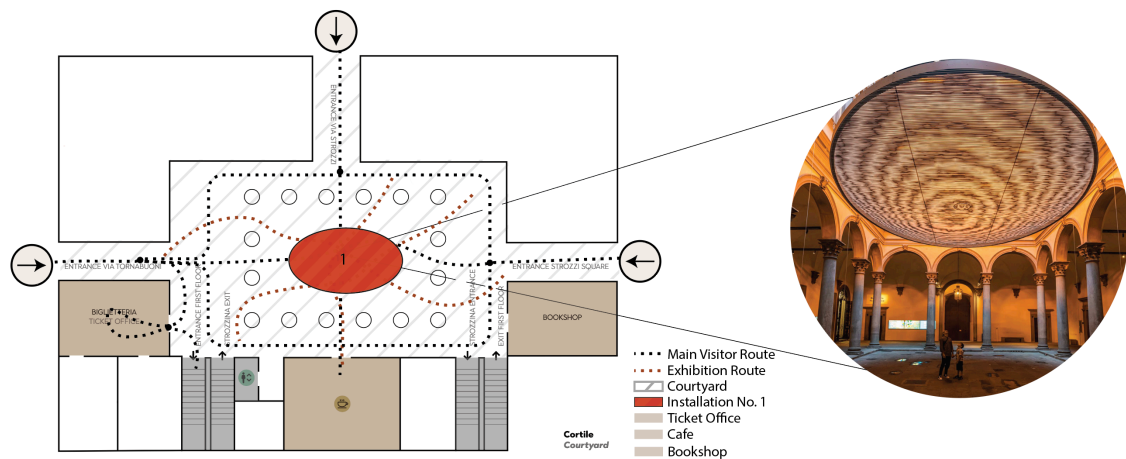 ENTRANCE VIA STROZZI
1
ENTRANCE VIA TORNABUONI
ENTRANCE STROZZI SQUARE
BIGLIETTERIA
TICKET OFFICE
ENTRANCE FIRST FLOOR
STROZZINA EXIT
STROZZINA ENTRANCE
EXIT FIRST FLOOR
BOOKSHOP
Main Visitor Route
Exhibition Route
Courtyard
Installation No. 1
Ticket Office
Cafe
Bookshop
Cortile
Courtyard